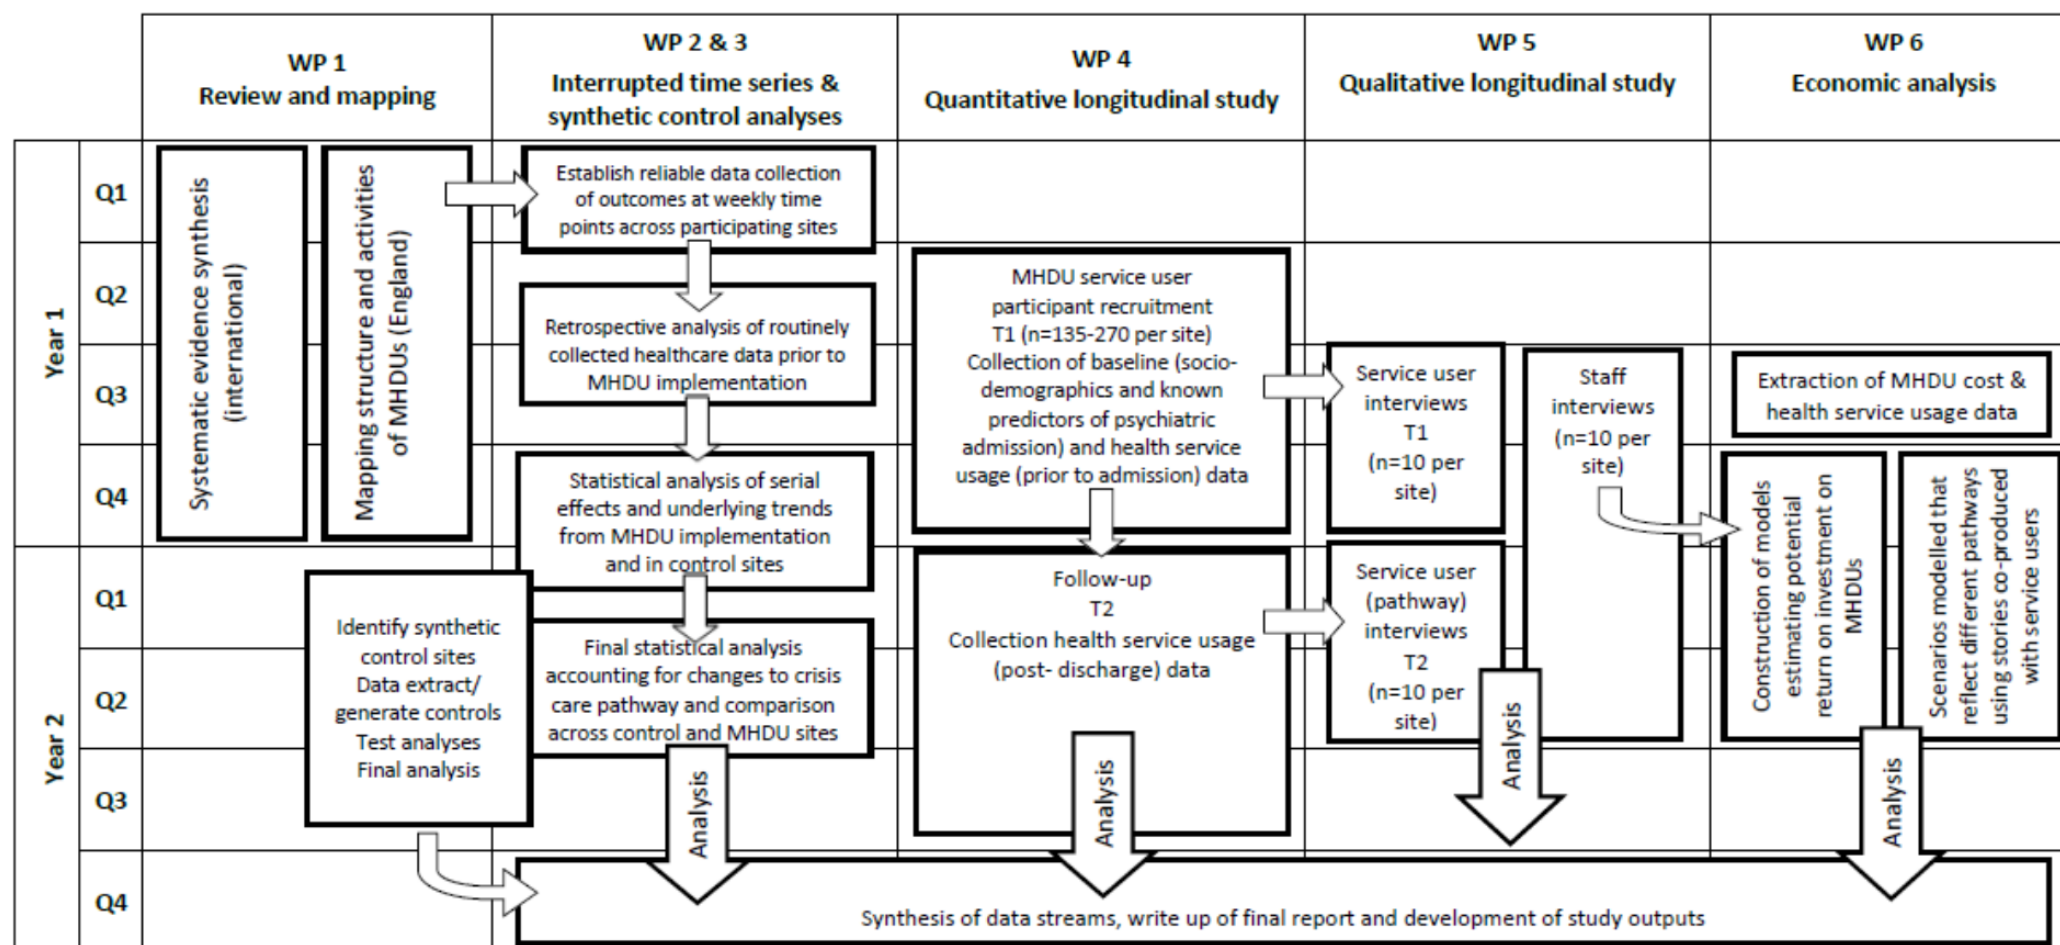 WP 1
Review and mapping
WP 2 & 3
Interrupted time series &
synthetic control analyses
WP 4
Quantitative longitudinal study
WP 5
Qualitative longitudinal study
WP 6
Economic analysis
Year 1
Q1
Q2
Q3
Q4
Year 2
Q1
Q2
Q3
Q4
Systematic evidence synthesis
(international)
Mapping structure and activities
of MHDUs (England)
Identify synthetic
control sites
Data extract/
generate controls
Test analyses
Final analysis
Establish reliable data collection
of outcomes at weekly time
points across participating sites
Retrospective analysis of routinely
collected healthcare data prior to
MHDU implementation
Statistical analysis of serial
effects and underlying trends
from MHDU implementation
and in control sites
Final statistical analysis
accounting for changes to crisis
care pathway and comparison
across control and MHDU sites
Analysis
MHDU service user
participant recruitment
T1 (n=135-270 per site)
Collection of baseline (socio-
demographics and known
predictors of psychiatric
admission) and health service
usage (prior to admission) data
Follow-up
T2
Collection health service usage
(post- discharge) data
Analysis
Service user
interviews
T1
(n=10 per
site)
Service user
(pathway)
interviews
T2
(n=10 per
site)
Staff
interviews
(n=10 per
site)
Analysis
Extraction of MHDU cost &
health service usage data
Construction of models
estimating potential
return on investment on
MHDUs
Scenarios modelled that
reflect different pathways
using stories co-produced
with service users
Analysis
Synthesis of data streams, write up of final report and development of study outputs